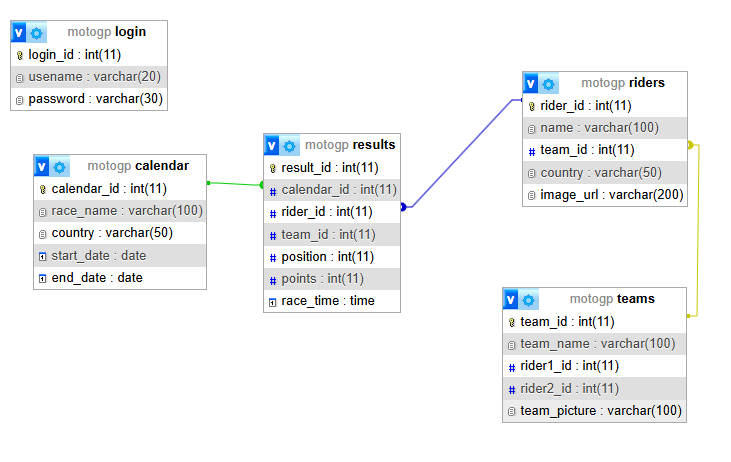 motogp login
login_id : int(11)
usename : varchar(20)
password : varchar(30)
motogp calendar
calendar_id : int(11)
race_name : varchar(100)
country : varchar(50)
start_date : date
end_date : date
motogp results
result_id : int(11)
calendar_id : int(11)
rider_id : int(11)
team_id : int(11)
position : int(11)
points : int(11)
race_time : time
motogp riders
rider_id : int(11)
name : varchar(100)
team_id : int(11)
country : varchar(50)
image_url : varchar(200)
motogp teams
team_id : int(11)
team_name : varchar(100)
rider1_id : int(11)
rider2_id : int(11)
team_picture : varchar(100)